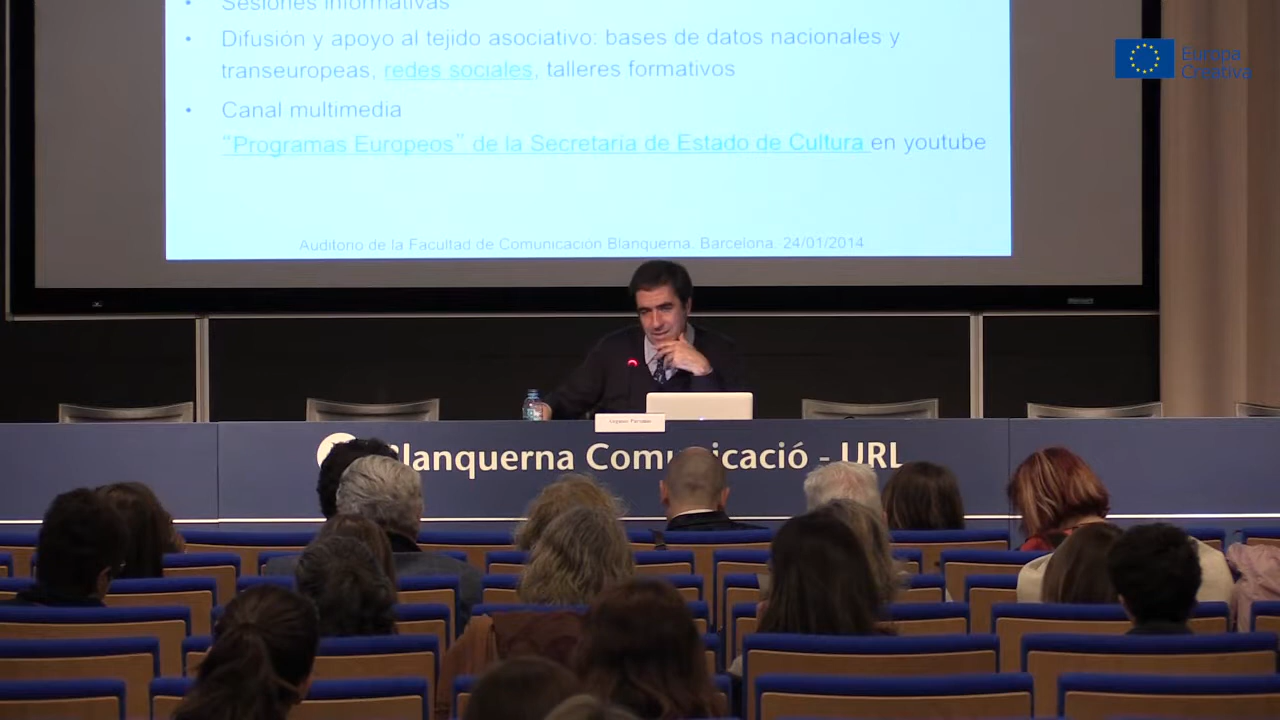 • Sesiones informativas
• Difusión y apoyo al tejido asociativo: bases de datos nacionales y
transeuropeas, redes sociales, talleres formativos
• Canal multimedia
“Programas Europeos” de la Secretaría de Estado de Cultura en youtube
Auditorio de la Facultad de Comunicación Blanquerna. Barcelona. 24/01/2014
Europa
Creativa
Blanquerna Comunicació - URL